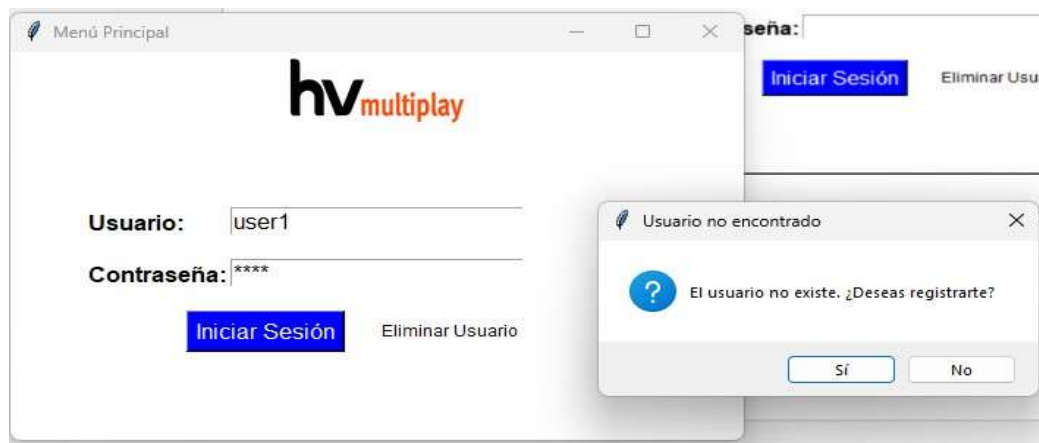 Menú Principal
hv multiplay
Usuario: user1
Contraseña: ****
Iniciar Sesión Eliminar Usuario
seña:
Iniciar Sesión Eliminar Usu
Usuario no encontrado
El usuario no existe. ¿Deseas registrarte?
Sí No